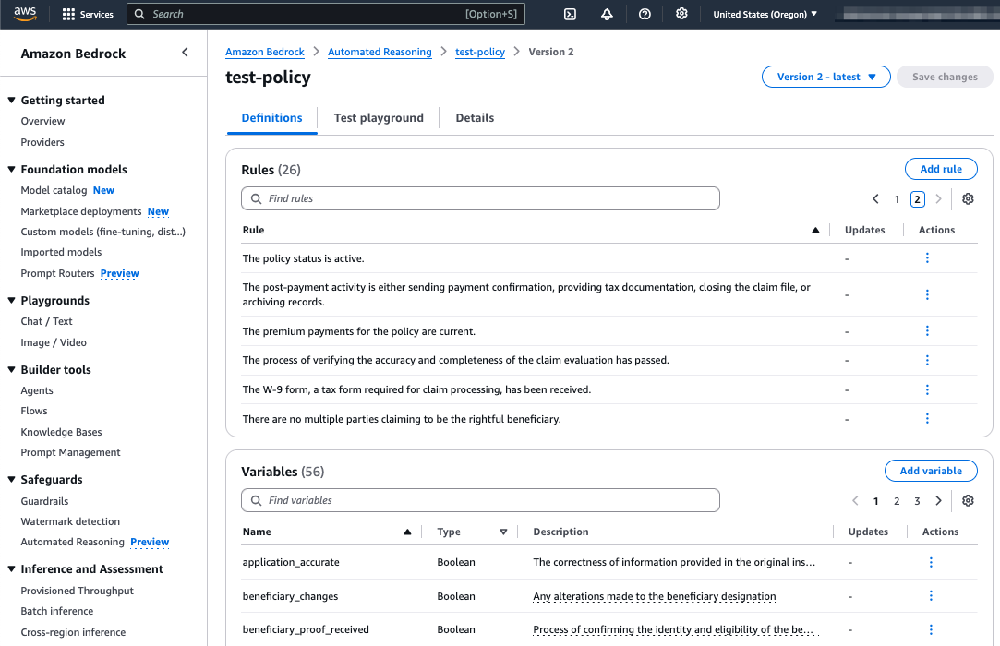 aws Services Search [Option+S] United States (Oregon)
Amazon Bedrock
Getting started
Overview
Providers
Foundation models
Model catalog New
Marketplace deployments New
Custom models (fine-tuning, dist...)
Imported models
Prompt Routers Preview
Playgrounds
Chat / Text
Image / Video
Builder tools
Agents
Flows
Knowledge Bases
Prompt Management
Safeguards
Guardrails
Watermark detection
Automated Reasoning Preview
Inference and Assessment
Provisioned Throughput
Batch inference
Cross-region inference
Amazon Bedrock Automated Reasoning test-policy Version 2
test-policy
Version 2 - latest Save changes
Definitions Test playground Details
Rules (26) Add rule
Find rules 1 2
Rule Updates Actions
The policy status is active. -
The post-payment activity is either sending payment confirmation, providing tax documentation, closing the claim file, or
archiving records. -
The premium payments for the policy are current. -
The process of verifying the accuracy and completeness of the claim evaluation has passed. -
The W-9 form, a tax form required for claim processing, has been received. -
There are no multiple parties claiming to be the rightful beneficiary. -
Variables (56) Add variable
Find variables 1 2 3
Name Type Description Updates Actions
application_accurate Boolean The correctness of information provided in the original ins... -
beneficiary_changes Boolean Any alterations made to the beneficiary designation -
beneficiary_proof_received Boolean Process of confirming the identity and eligibility of the be... -